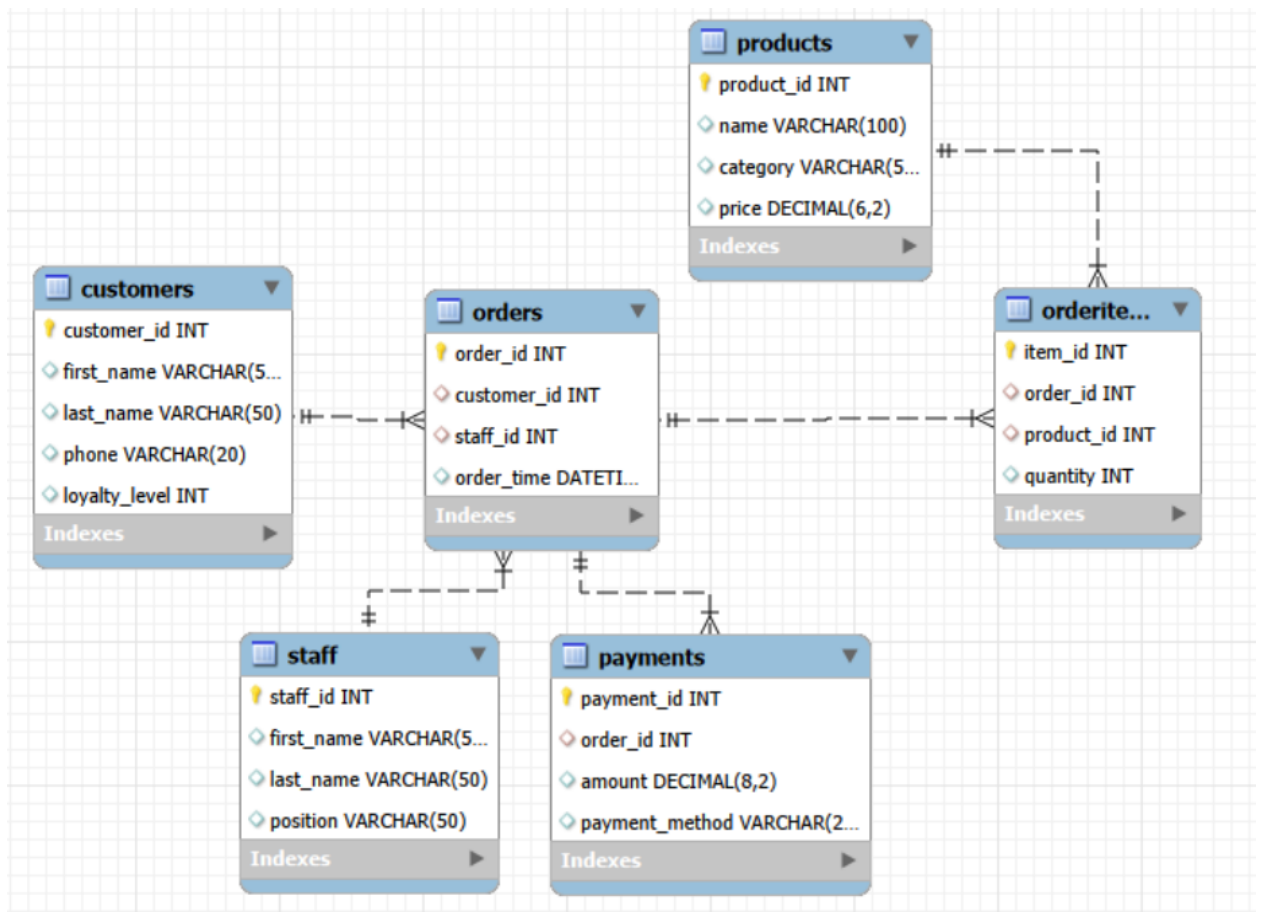 products
product_id INT
name VARCHAR(100)
category VARCHAR(5...
price DECIMAL(6,2)
Indexes
customers
customer_id INT
first_name VARCHAR(5...
last_name VARCHAR(50)
phone VARCHAR(20)
loyalty_level INT
Indexes
orders
order_id INT
customer_id INT
staff_id INT
order_time DATETI...
Indexes
orderite...
item_id INT
order_id INT
product_id INT
quantity INT
Indexes
staff
staff_id INT
first_name VARCHAR(5...
last_name VARCHAR(50)
position VARCHAR(50)
Indexes
payments
payment_id INT
order_id INT
amount DECIMAL(8,2)
payment_method VARCHAR(2...
Indexes